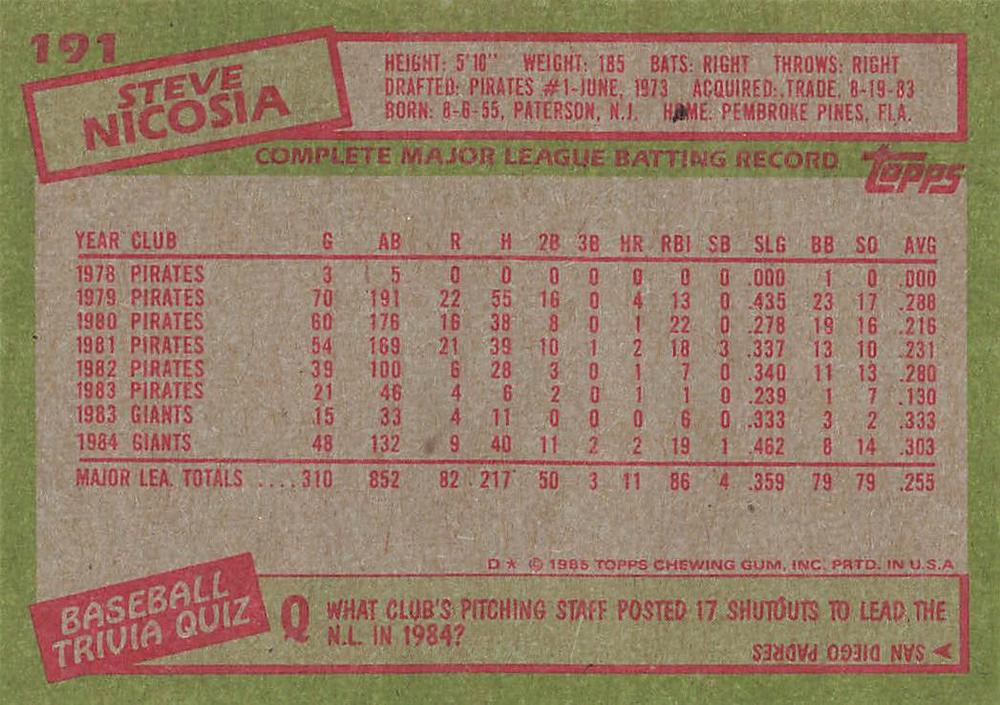 191
STEVE
NICOSIA
HEIGHT: 5'10" WEIGHT: 185 BATS: RIGHT THROWS: RIGHT
DRAFTED: PIRATES #1-JUNE, 1973 ACQUIRED: TRADE, 8-19-83
BORN: 8-6-55, PATERSON, N.J. HOME: PEMBROKE PINES, FLA.
COMPLETE MAJOR LEAGUE BATTING RECORD
Topps
YEAR CLUB G AB R H 2B 3B HR RBI SB SLG BB SO AVG
1978 PIRATES 3 5 0 0 0 0 0 0 0 .000 1 0 .000
1979 PIRATES 70 191 22 55 16 0 4 13 0 .435 23 17 .288
1980 PIRATES 60 176 16 38 8 0 1 22 0 .278 19 16 .216
1981 PIRATES 54 169 21 39 10 1 2 18 3 .337 13 10 .231
1982 PIRATES 39 100 6 28 3 0 1 7 0 .340 11 13 .280
1983 PIRATES 21 46 4 6 2 0 1 1 0 .239 1 7 .130
1983 GIANTS 15 33 4 11 0 0 0 6 0 .333 3 2 .333
1984 GIANTS 48 132 9 40 11 2 2 19 1 .462 8 14 .303
MAJOR LEA. TOTALS ....310 852 82 217 50 3 11 86 4 .359 79 79 .255
D * © 1985 TOPPS CHEWING GUM, INC. PRTD. IN U.S.A
BASEBALL
TRIVIA QUIZ
Q WHAT CLUB'S PITCHING STAFF POSTED 17 SHUTOUTS TO LEAD THE
N.L. IN 1984?
SAN DIEGO PADRES